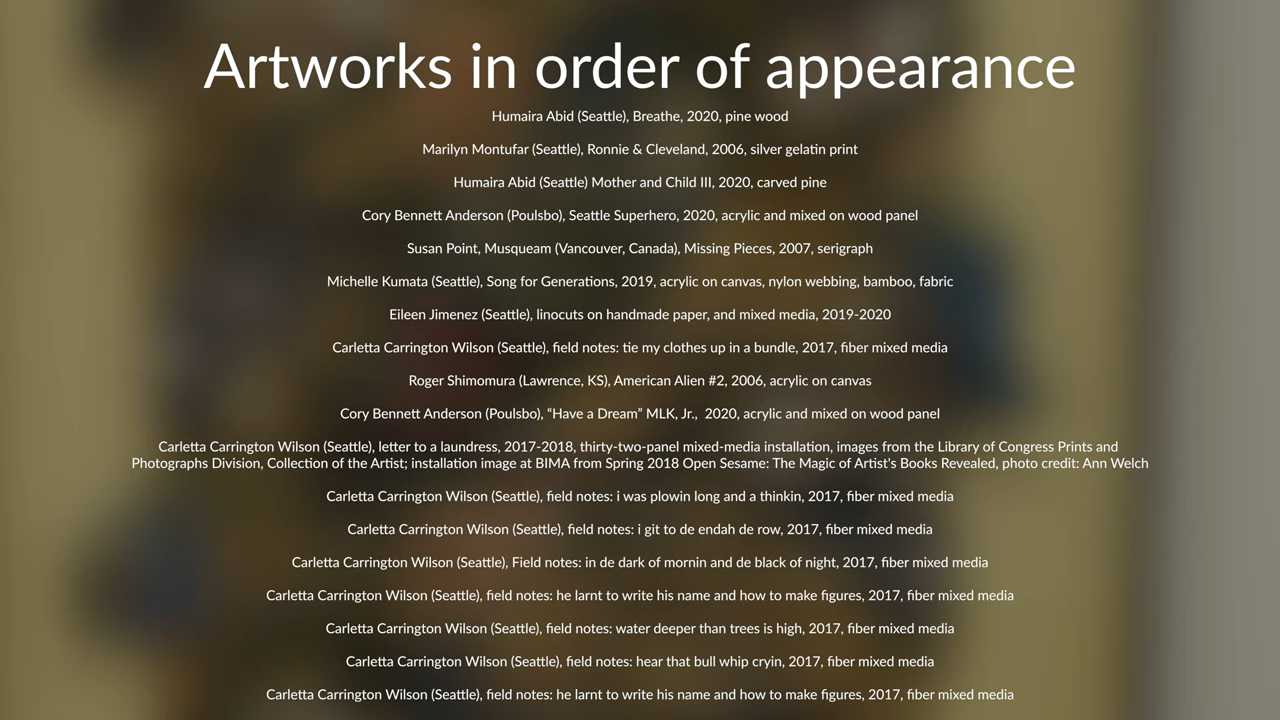 Artworks in order of appearance
Humaira Abid (Seattle), Breathe, 2020, pine wood
Marilyn Montufar (Seattle), Ronnie & Cleveland, 2006, silver gelatin print
Humaira Abid (Seattle) Mother and Child III, 2020, carved pine
Cory Bennett Anderson (Poulsbo), Seattle Superhero, 2020, acrylic and mixed on wood panel
Susan Point, Musqueam (Vancouver, Canada), Missing Pieces, 2007, serigraph
Michelle Kumata (Seattle), Song for Generations, 2019, acrylic on canvas, nylon webbing, bamboo, fabric
Eileen Jimenez (Seattle), linocuts on handmade paper, and mixed media, 2019-2020
Carletta Carrington Wilson (Seattle), field notes: tie my clothes up in a bundle, 2017, fiber mixed media
Roger Shimomura (Lawrence, KS), American Alien #2, 2006, acrylic on canvas
Cory Bennett Anderson (Poulsbo), “Have a Dream” MLK, Jr.,  2020, acrylic and mixed on wood panel
Carletta Carrington Wilson (Seattle), letter to a laundress, 2017-2018, thirty-two-panel mixed-media installation, images from the Library of Congress Prints and
Photographs Division, Collection of the Artist; installation image at BIMA from Spring 2018 Open Sesame: The Magic of Artist's Books Revealed, photo credit: Ann Welch
Carletta Carrington Wilson (Seattle), field notes: i was plowin long and a thinkin, 2017, fiber mixed media
Carletta Carrington Wilson (Seattle), field notes: i git to de endah de row, 2017, fiber mixed media
Carletta Carrington Wilson (Seattle), Field notes: in de dark of mornin and de black of night, 2017, fiber mixed media
Carletta Carrington Wilson (Seattle), field notes: he larnt to write his name and how to make figures, 2017, fiber mixed media
Carletta Carrington Wilson (Seattle), field notes: water deeper than trees is high, 2017, fiber mixed media
Carletta Carrington Wilson (Seattle), field notes: hear that bull whip cryin, 2017, fiber mixed media
Carletta Carrington Wilson (Seattle), field notes: he larnt to write his name and how to make figures, 2017, fiber mixed media